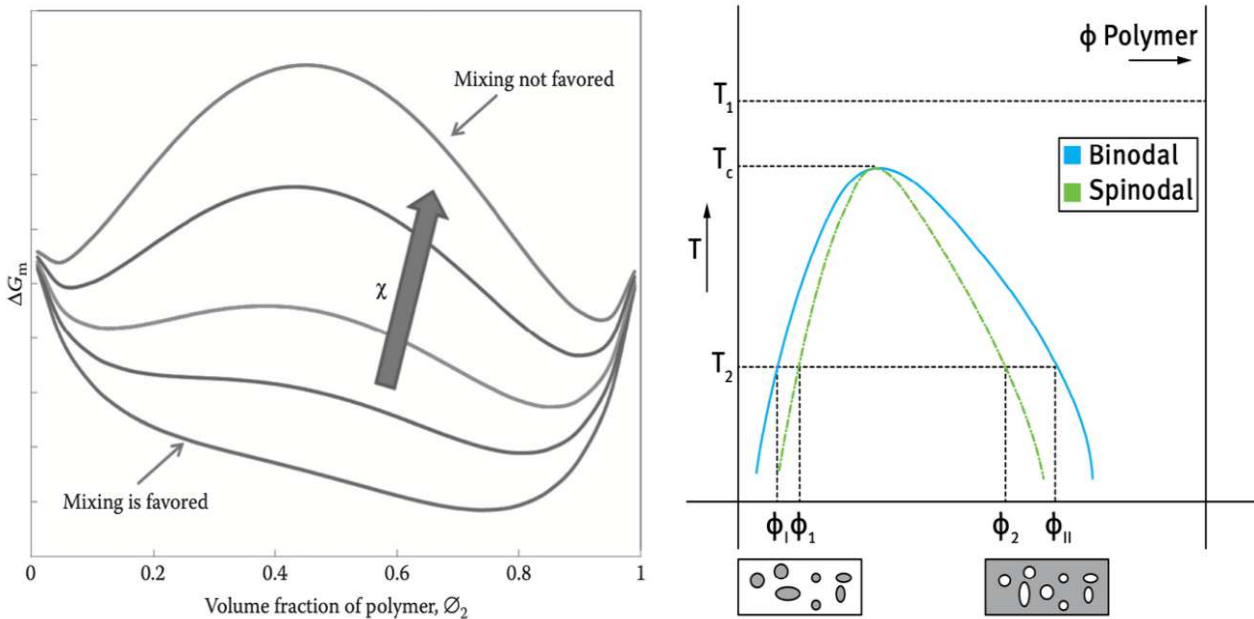 Mixing not favored
ΔGm
χ
Mixing is favored
0
0.2
0.4
0.6
0.8
1
Volume fraction of polymer, Ø2
ϕ Polymer
T1
Tc
Binodal
Spinodal
T
T2
ϕI ϕ1 ϕ2 ϕII